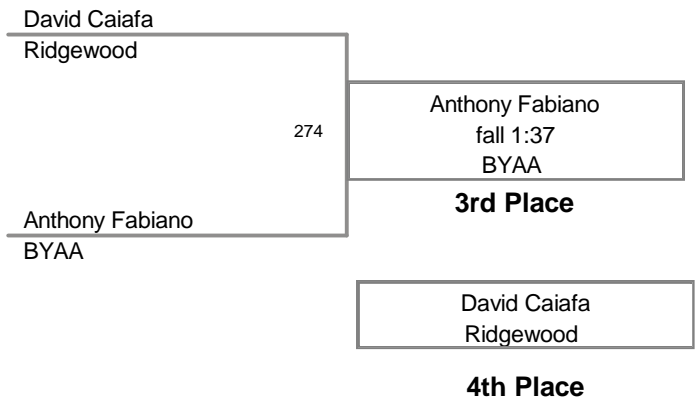 David Caiafa
Ridgewood
274
Anthony Fabiano
fall 1:37
BYAA
3rd Place
Anthony Fabiano
BYAA
David Caiafa
Ridgewood
4th Place